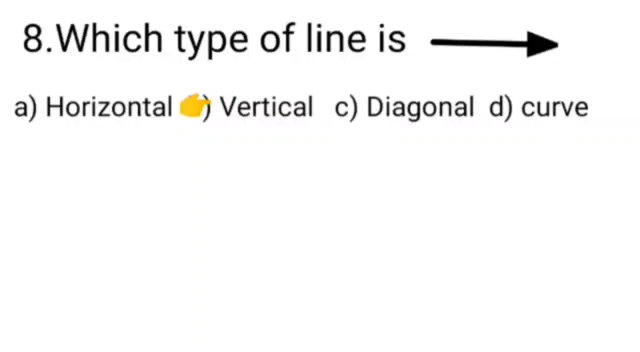 8.Which type of line is
a) Horizontal ) Vertical c) Diagonal d) curve